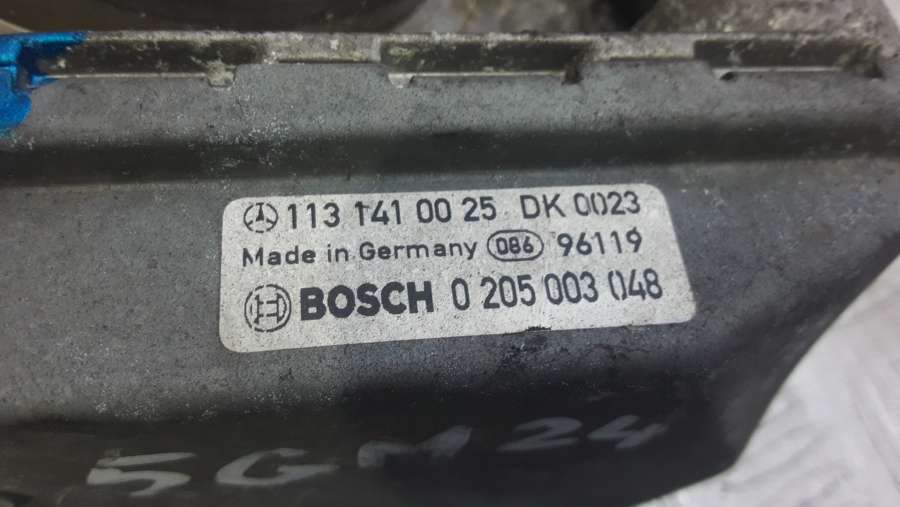 113 141 00 25 DK 0023
Made in Germany 086 96119
BOSCH 0 205 003 048
5GM24